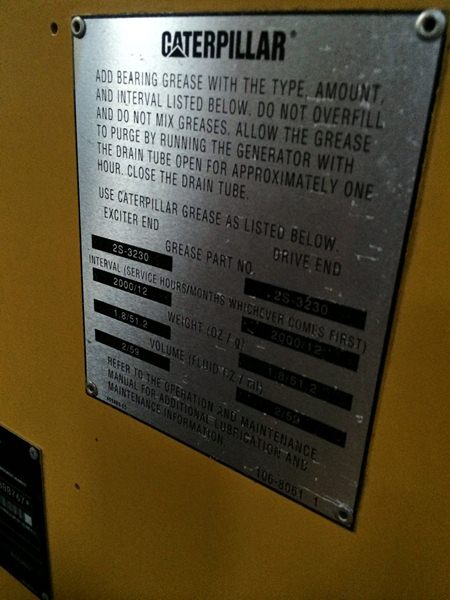 CATERPILLAR®
ADD BEARING GREASE WITH THE TYPE, AMOUNT,
AND INTERVAL LISTED BELOW. DO NOT OVERFILL
AND DO NOT MIX GREASES. ALLOW THE GREASE
TO PURGE BY RUNNING THE GENERATOR WITH
THE DRAIN TUBE OPEN FOR APPROXIMATELY ONE
HOUR. CLOSE THE DRAIN TUBE.
USE CATERPILLAR GREASE AS LISTED BELOW.
EXCITER END DRIVE END
GREASE PART NO.
2S-3230 2S-3230
INTERVAL (SERVICE HOURS/MONTHS WHICHEVER COMES FIRST)
2000/12 2000/12
WEIGHT (OZ / g)
1.8/51.2 1.8/51.2
VOLUME (FLUID OZ / ml)
2/59 2/59
REFER TO THE OPERATION AND MAINTENANCE
MANUAL FOR ADDITIONAL LUBRICATION AND
MAINTENANCE INFORMATION
106-8061 1